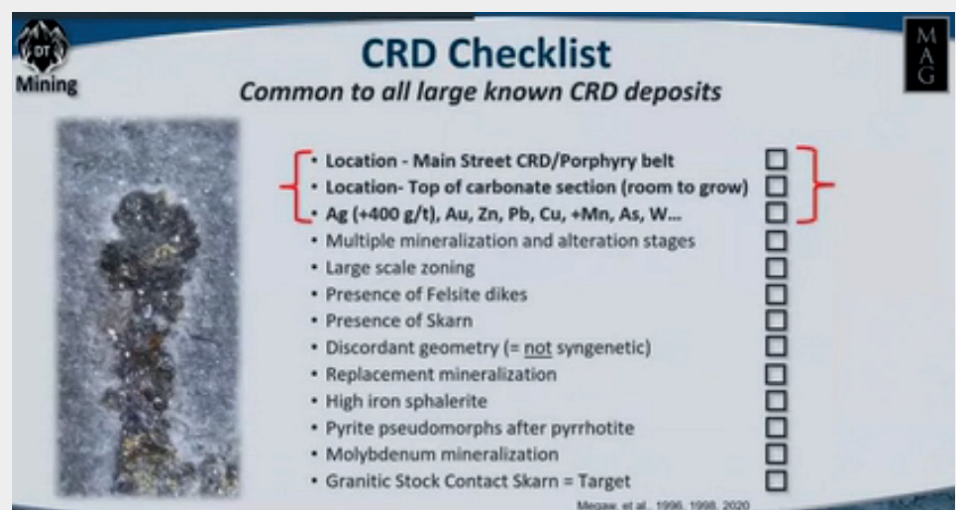 DT
Mining
MAG
CRD Checklist
Common to all large known CRD deposits
• Location - Main Street CRD/Porphyry belt
• Location- Top of carbonate section (room to grow)
• Ag (+400 g/t), Au, Zn, Pb, Cu, +Mn, As, W...
• Multiple mineralization and alteration stages
• Large scale zoning
• Presence of Felsite dikes
• Presence of Skarn
• Discordant geometry (= not syngenetic)
• Replacement mineralization
• High iron sphalerite
• Pyrite pseudomorphs after pyrrhotite
• Molybdenum mineralization
• Granitic Stock Contact Skarn = Target
Megaw, et al., 1996, 1998, 2020